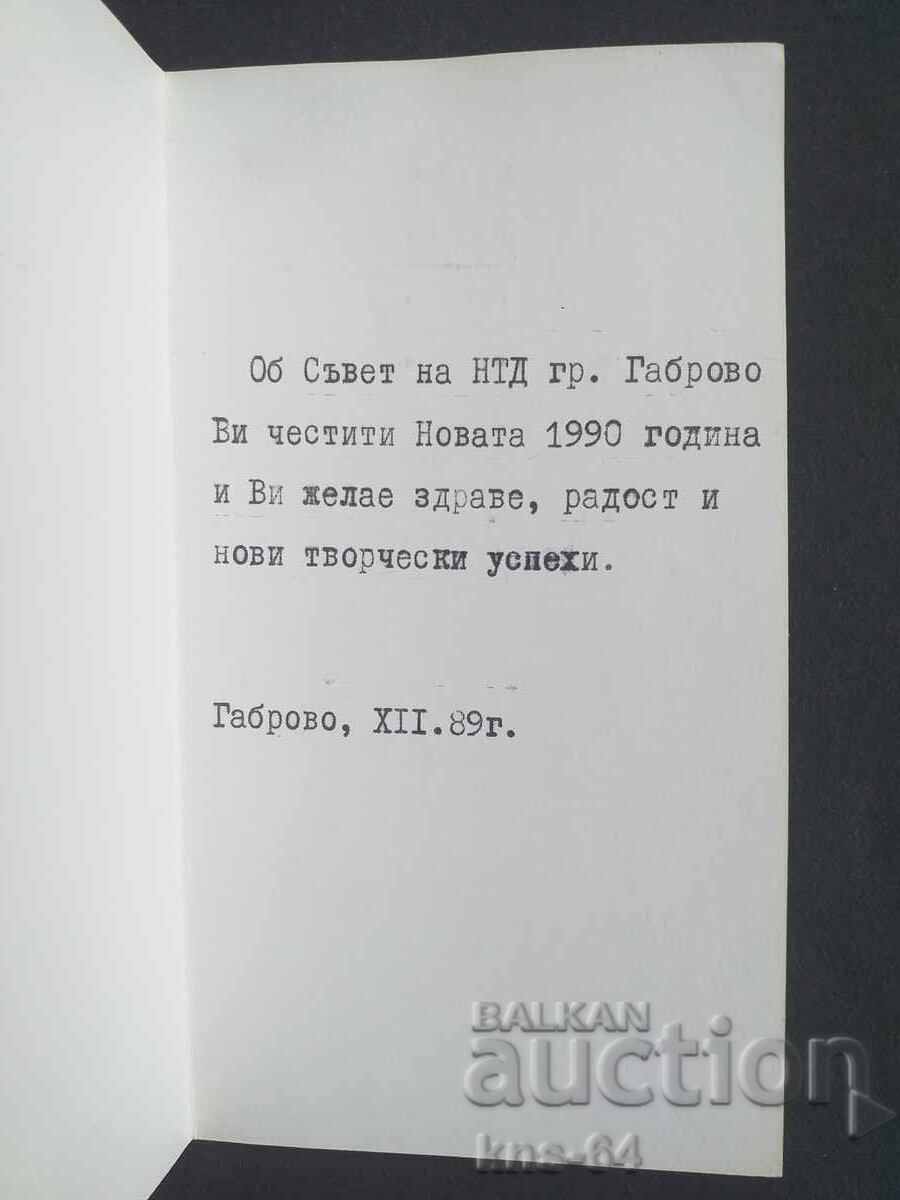 Об Съвет на НТД гр. Габрово
Ви честити Новата 1990 година
и Ви желае здраве, радост и
нови творчески успехи.
Габрово, XII.89г.
BALKAN
auction
kns-64